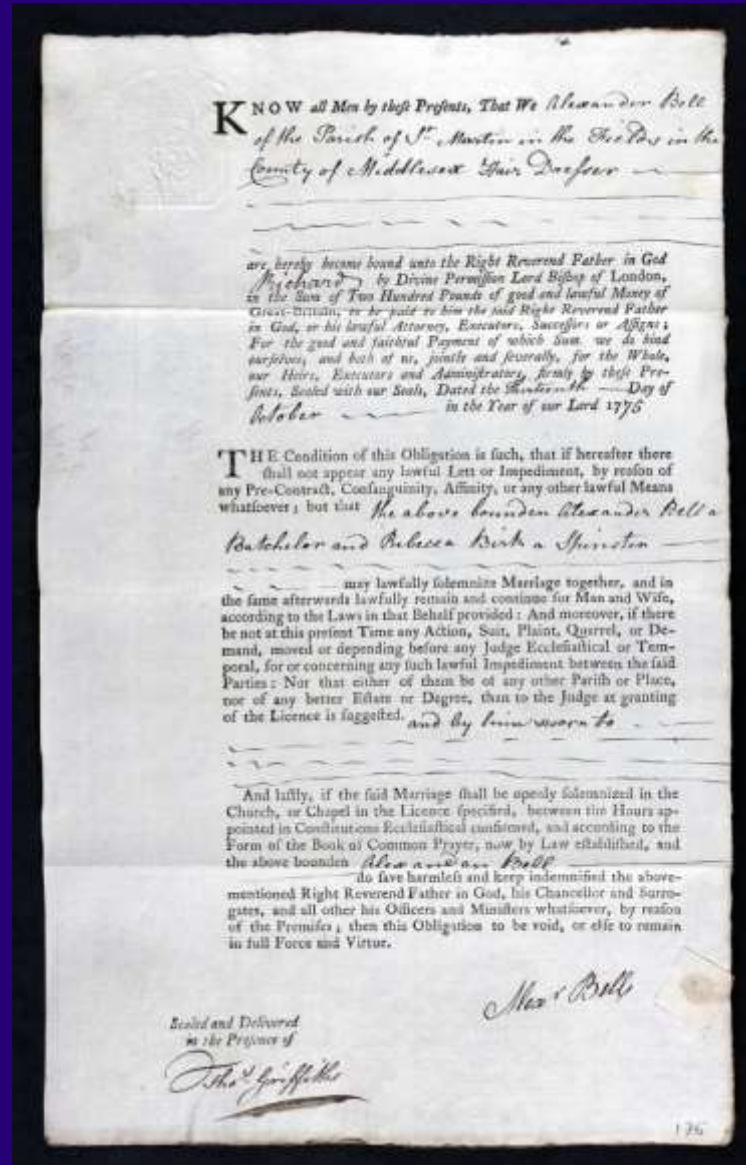 KNOW all Men by these Presents, That We Alexander Bell
of the Parish of St. Martin in the Fields in the
County of Middlesex Hair Dresser
are hereby become bound unto the Right Reverend Father in God
Richard by Divine Permission Lord Bishop of London,
in the Sum of Two Hundred Pounds of good and lawful Money of
Great-Britain, to be paid to him the said Right Reverend Father
in God, or his lawful Attorney, Executors, Successors or Assigns;
For the good and faithful Payment of which Sum, we do bind
ourselves, and both of us, jointly and severally, for the Whole,
our Heirs, Executors and Administrators, firmly by these Pre-
sents, Sealed with our Seals, Dated the Day of
October in the Year of our Lord 1775
THE Condition of this Obligation is such, that if hereafter there
shall not appear any lawful Lett or Impediment, by reason of
any Pre-Contract, Consanguinity, Affinity, or any other lawful Means
whatsoever; but that the above bounden Alexander Bell a
Batchelor and Rebecca Birk a Spinster
may lawfully solemnize Marriage together, and in
the same afterwards lawfully remain and continue for Man and Wife,
according to the Laws in that Behalf provided: And moreover, if there
be not at this present Time any Action, Suit, Plaint, Quarrel, or De-
mand, moved or depending before any Judge Ecclesiastical or Tem-
poral, for or concerning any such lawful Impediment between the said
Parties: Nor that either of them be of any other Parish or Place,
nor of any better Estate or Degree, than to the Judge at granting
of the Licence is suggested. and by him sworn to
And lastly, if the said Marriage shall be openly solemnized in the
Church, or Chapel in the Licence specified, between the Hours ap-
pointed in Constitutions Ecclesiastical confirmed, and according to the
Form of the Book of Common Prayer, now by Law established, and
the above bounden Bell
do save harmless and keep indemnified the above-
mentioned Right Reverend Father in God, his Chancellor and Surro-
gates, and all other his Officers and Ministers whatsoever, by reason
of the Premises; then this Obligation to be void, or else to remain
in full Force and Virtue.
Alexr Bell
Sealed and Delivered
in the Presence of
Thos. Griffiths